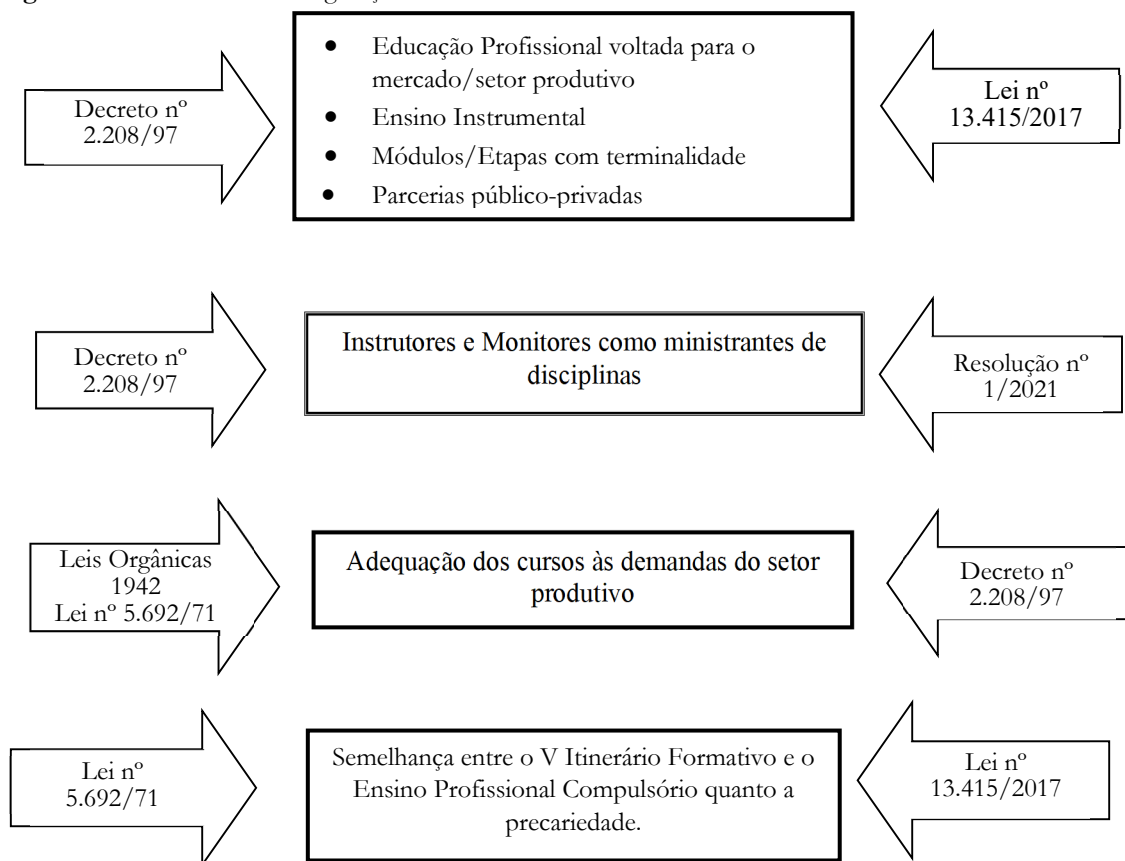 Decreto nº
2.208/97
• Educação Profissional voltada para o
mercado/setor produtivo
• Ensino Instrumental
• Módulos/Etapas com terminalidade
• Parcerias público-privadas
Lei nº
13.415/2017
Decreto nº
2.208/97
Instrutores e Monitores como ministrantes de
disciplinas
Resolução nº
1/2021
Leis Orgânicas
1942
Lei nº 5.692/71
Adequação dos cursos às demandas do setor
produtivo
Decreto nº
2.208/97
Lei nº
5.692/71
Semelhança entre o V Itinerário Formativo e o
Ensino Profissional Compulsório quanto a
precariedade.
Lei nº
13.415/2017